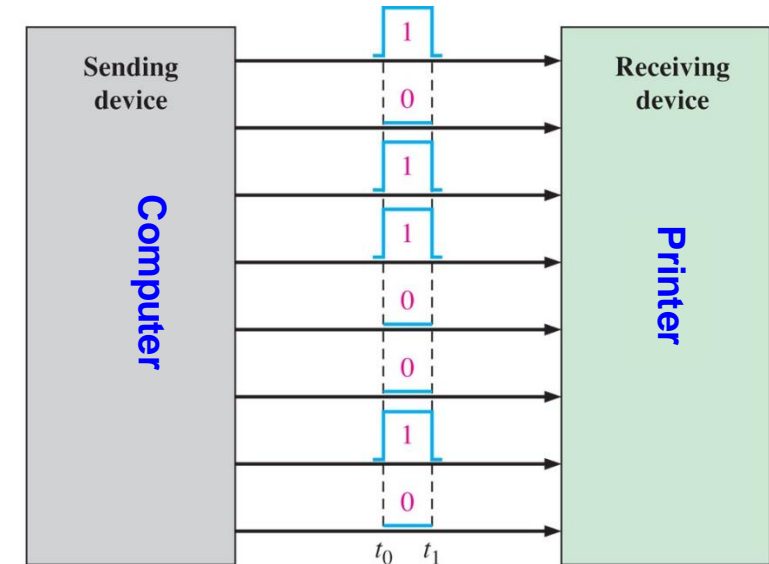 Sending
device
Computer
1
0
1
1
0
0
1
0
t₀ t₁
Receiving
device
Printer